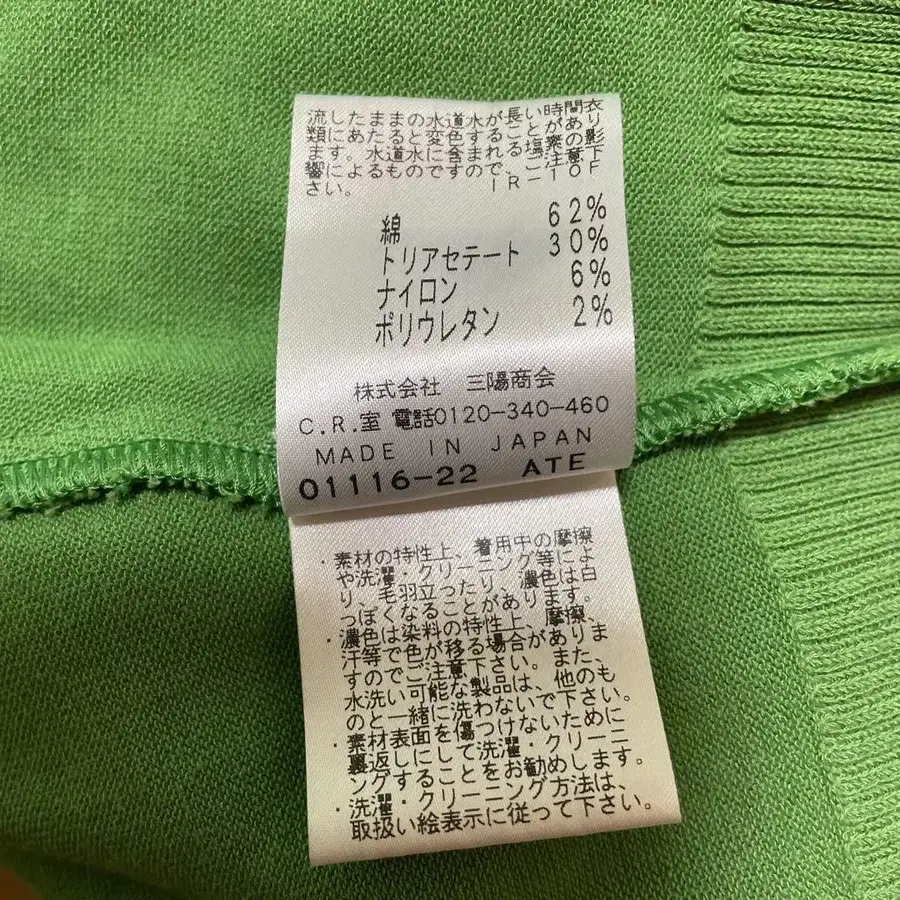 流したままの水道水が長い時間衣
類にあたると変色することがあり
ます。水道水に含まれる塩素の影
響によるものですので、ご注意下
さい。　　　　　　　ＩＲ－１０Ｆ
綿 62%
トリアセテート 30%
ナイロン 6%
ポリウレタン 2%
株式会社 三陽商会
C.R.室 電話0120-340-460
MADE IN JAPAN
01116-22 ATE
・素材の特性上、着用中の摩擦
や洗濯・クリーニング等によ
り、毛羽立ったり、濃色は白
っぽくなることがあります。
・濃色は染料の特性上、摩擦、
汗等で色が移る場合がありま
すのでご注意下さい。また、
水洗い可能な製品は、他のも
のと一緒に洗わないで下さい。
・素材表面を傷つけないために
裏返しにして洗濯・クリーニ
ングすることをお勧めします。
・洗濯・クリーニング方法は、
取扱い絵表示に従って下さい。